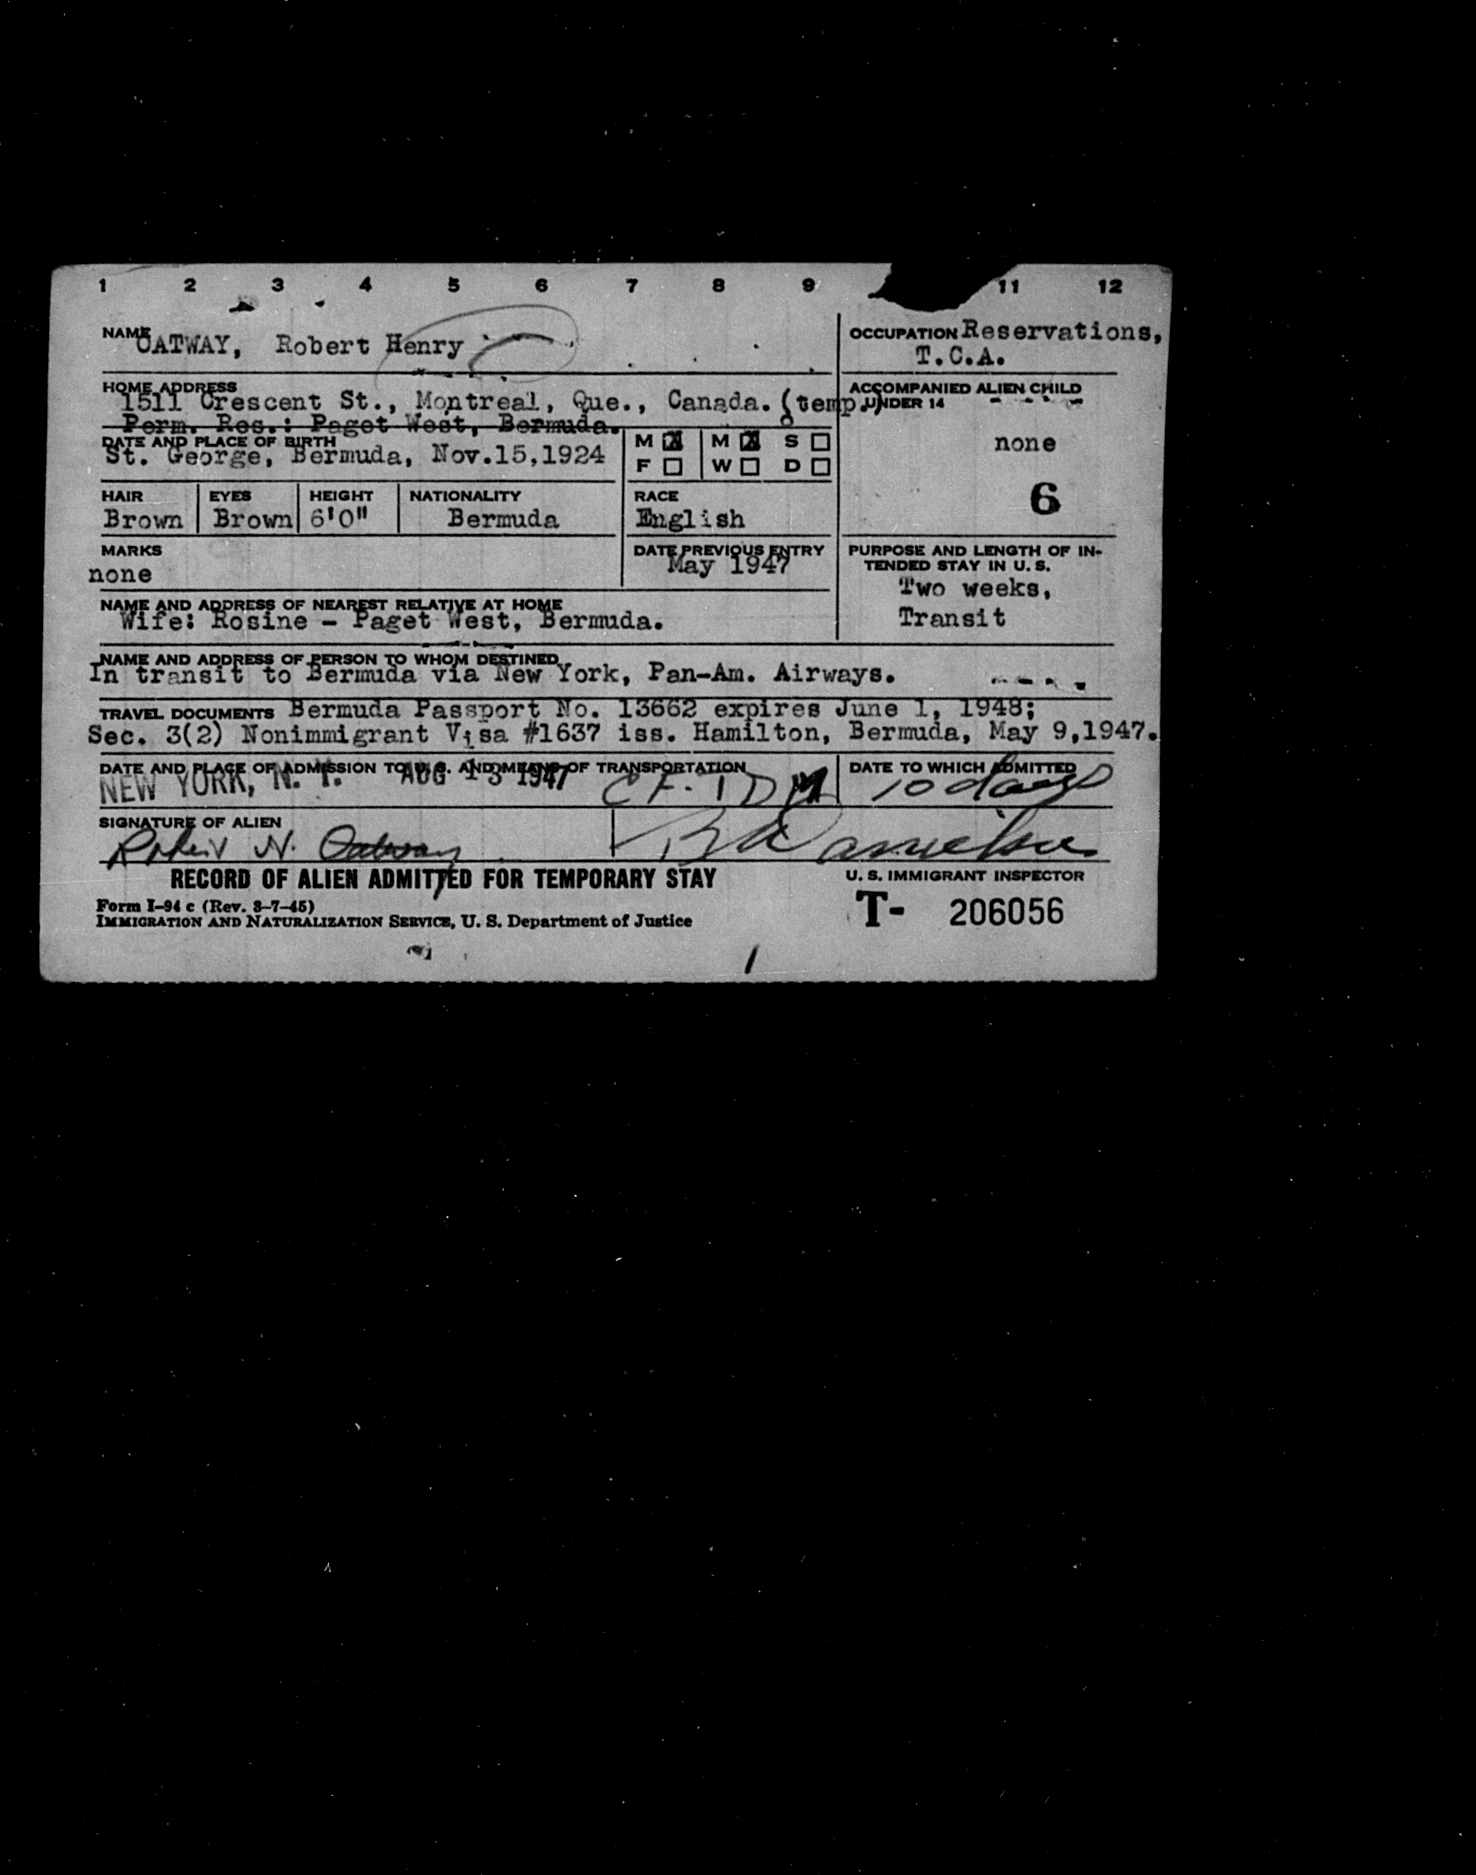 1 2 3 4 5 6 7 8 9 11 12
NAME OATWAY, Robert Henry
OCCUPATION Reservations,
T.C.A.
HOME ADDRESS
1511 Crescent St., Montreal, Que., Canada. (temp.)
Perm. Res.: Paget West, Bermuda.
ACCOMPANIED ALIEN CHILD
UNDER 14
none
6
DATE AND PLACE OF BIRTH
St. George, Bermuda, Nov.15,1924
M M S
F W D
HAIR EYES HEIGHT NATIONALITY RACE
Brown Brown 6'0" Bermuda English
MARKS
none
DATE PREVIOUS ENTRY
May 1947
PURPOSE AND LENGTH OF IN-
TENDED STAY IN U. S.
Two weeks,
Transit
NAME AND ADDRESS OF NEAREST RELATIVE AT HOME
Wife: Rosine - Paget West, Bermuda.
NAME AND ADDRESS OF PERSON TO WHOM DESTINED
In transit to Bermuda via New York, Pan-Am. Airways.
TRAVEL DOCUMENTS Bermuda Passport No. 13662 expires June 1, 1948;
Sec. 3(2) Nonimmigrant Visa #1637 iss. Hamilton, Bermuda, May 9,1947.
DATE AND PLACE OF ADMISSION TO U. S. AND MEANS OF TRANSPORTATION
NEW YORK, N. Y. AUG 13 1947
DATE TO WHICH ADMITTED
10 days
SIGNATURE OF ALIEN
Robert H. Oatway
RECORD OF ALIEN ADMITTED FOR TEMPORARY STAY
U. S. IMMIGRANT INSPECTOR
Form I-94 c (Rev. 8-7-45)
IMMIGRATION AND NATURALIZATION SERVICE, U. S. Department of Justice
T- 206056